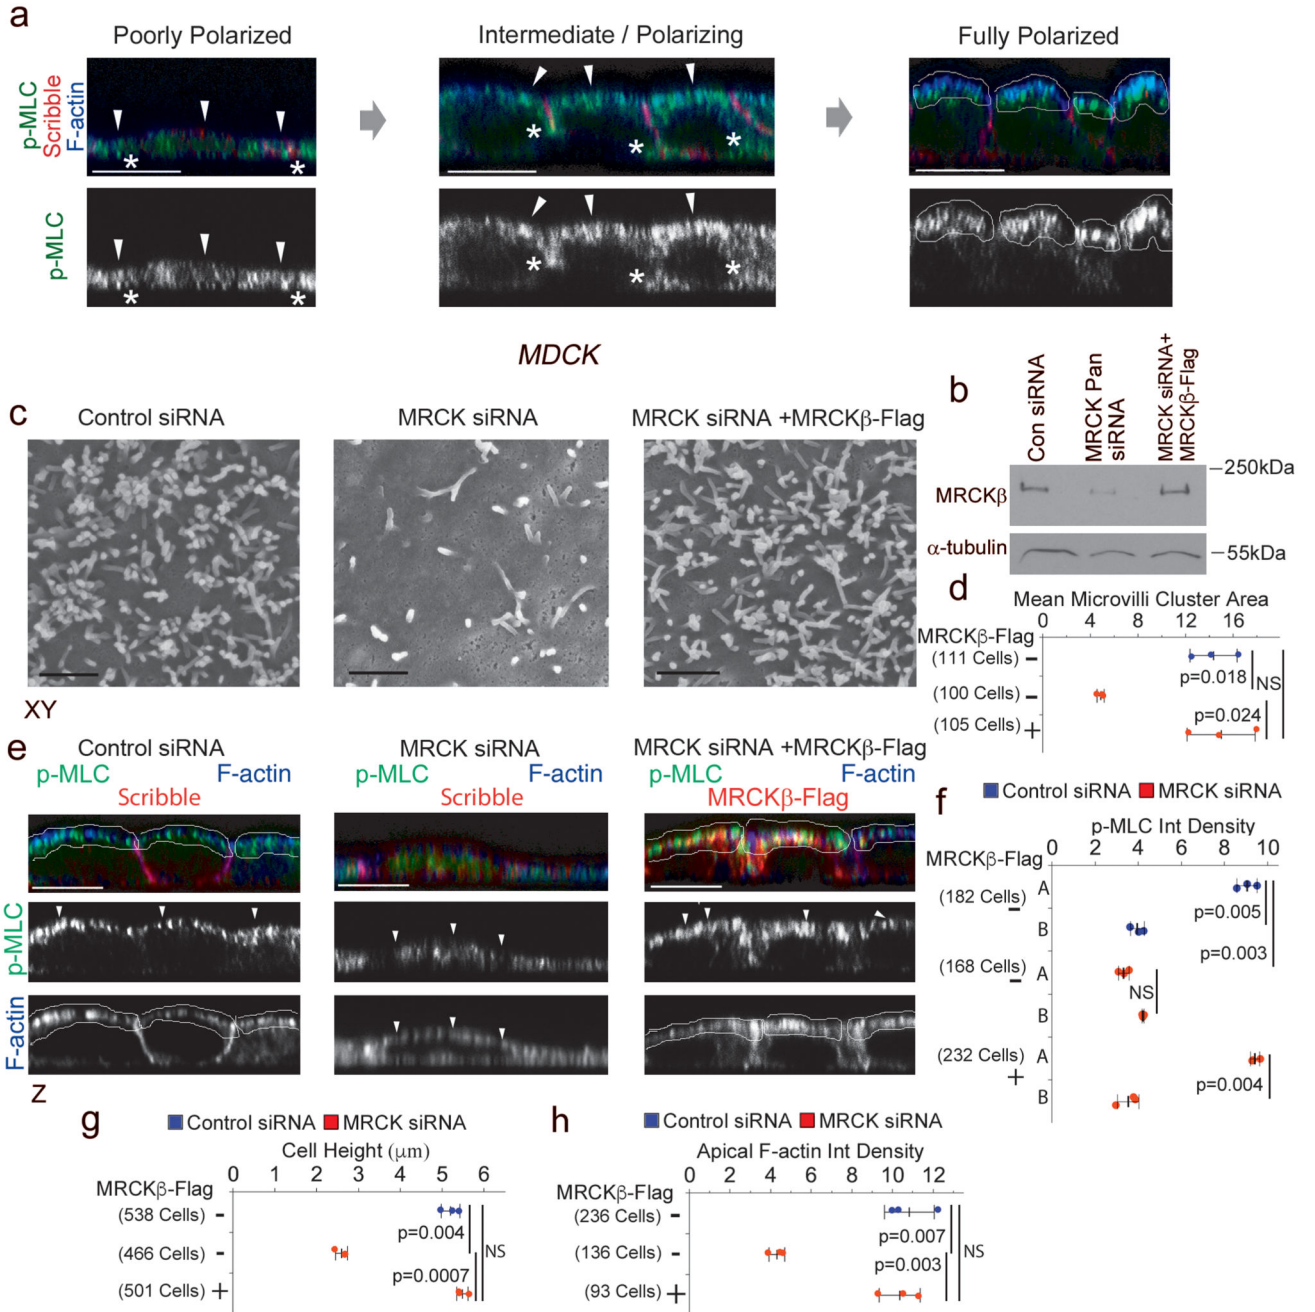 a
Poorly Polarized
Intermediate / Polarizing
Fully Polarized
p-MLC
Scribble
F-actin
*
*
*
*
*
p-MLC
*
*
*
*
*
MDCK
b
Con siRNA
MRCK Pan
siRNA
MRCK siRNA+
MRCKβ-Flag
–250kDa
MRCKβ
α-tubulin
–55kDa
c
Control siRNA
MRCK siRNA
MRCK siRNA +MRCKβ-Flag
XY
d
Mean Microvilli Cluster Area
MRCKβ-Flag
0 4 8 12 16
(111 Cells) -
p=0.018
NS
(100 Cells) -
p=0.024
(105 Cells) +
e
Control siRNA
p-MLC F-actin
Scribble
MRCK siRNA
p-MLC F-actin
Scribble
MRCK siRNA +MRCKβ-Flag
p-MLC F-actin
MRCKβ-Flag
p-MLC
F-actin
Z
f
Control siRNA MRCK siRNA
p-MLC Int Density
MRCKβ-Flag
0 2 4 6 8 10
(182 Cells) -
A
p=0.005
B
p=0.003
(168 Cells) -
A
NS
B
(232 Cells) +
A
p=0.004
B
g
Control siRNA MRCK siRNA
Cell Height (μm)
0 1 2 3 4 5 6
MRCKβ-Flag
(538 Cells) -
p=0.004
NS
(466 Cells) -
p=0.0007
(501 Cells) +
h
Control siRNA MRCK siRNA
Apical F-actin Int Density
0 2 4 6 8 10 12
MRCKβ-Flag
(236 Cells) -
p=0.007
NS
(136 Cells) -
p=0.003
(93 Cells) +